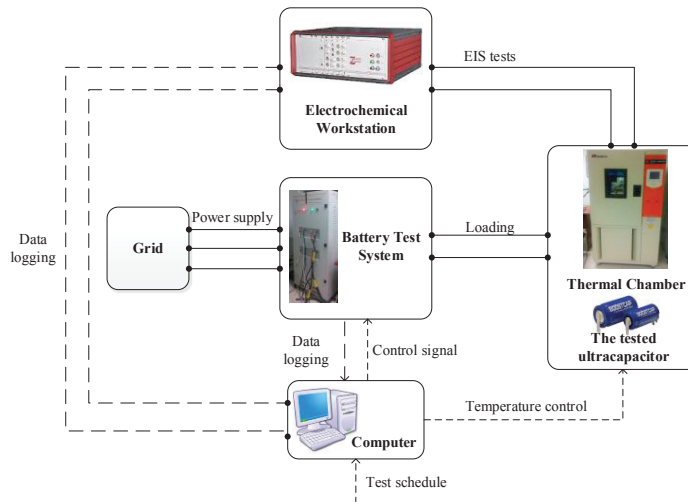 EIS tests
Electrochemical
Workstation
Power supply
Grid
Battery Test
System
Loading
Thermal Chamber
BOOSTCAP
The tested
ultracapacitor
Data
logging
Data
logging
Control signal
Computer
Temperature control
Test schedule